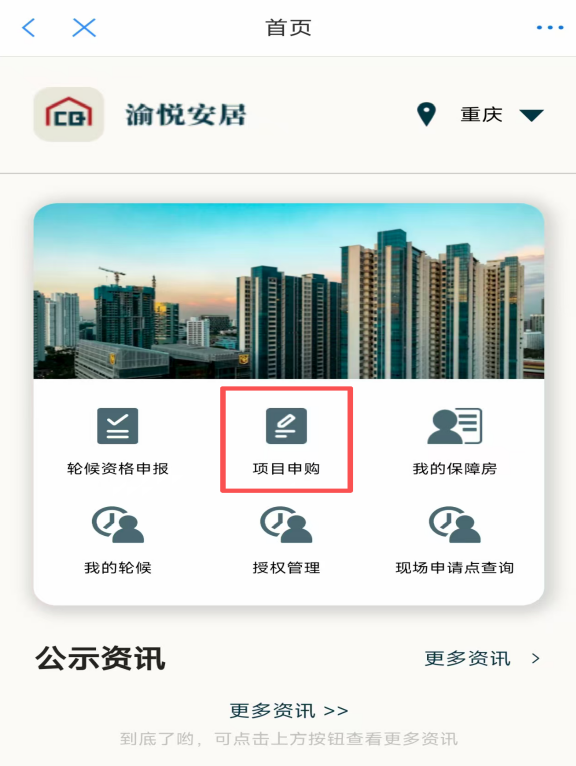 首页
CQ
渝悦安居
重庆
轮候资格申报
项目申购
我的保障房
我的轮候
授权管理
现场申请点查询
公示资讯
更多资讯 >
更多资讯 >>
到底了哟，可点击上方按钮查看更多资讯